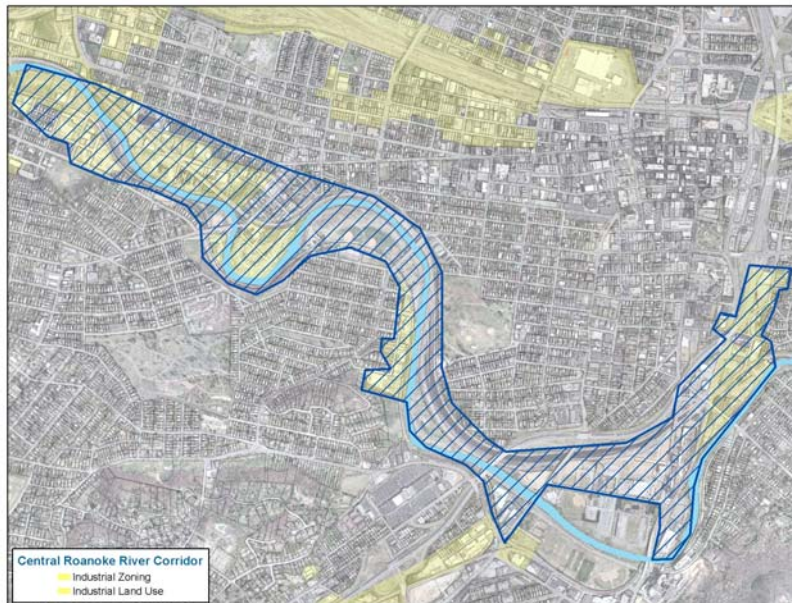 Central Roanoke River Corridor
Industrial Zoning
Industrial Land Use